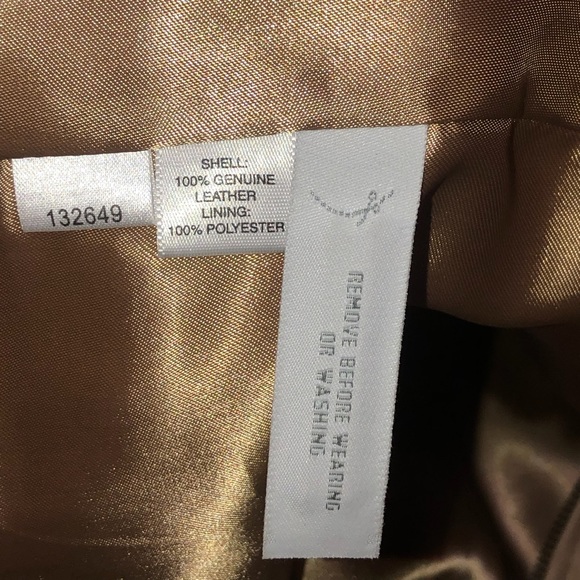 132649
SHELL:
100% GENUINE
LEATHER
LINING:
100% POLYESTER
REMOVE BEFORE WEARING
OR WASHING